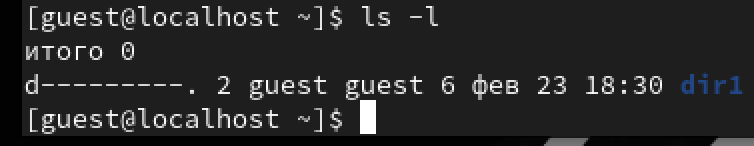 [guest@localhost ~]$ ls -l
итого 0
d---------. 2 guest guest 6 фев 23 18:30 dir1
[guest@localhost ~]$